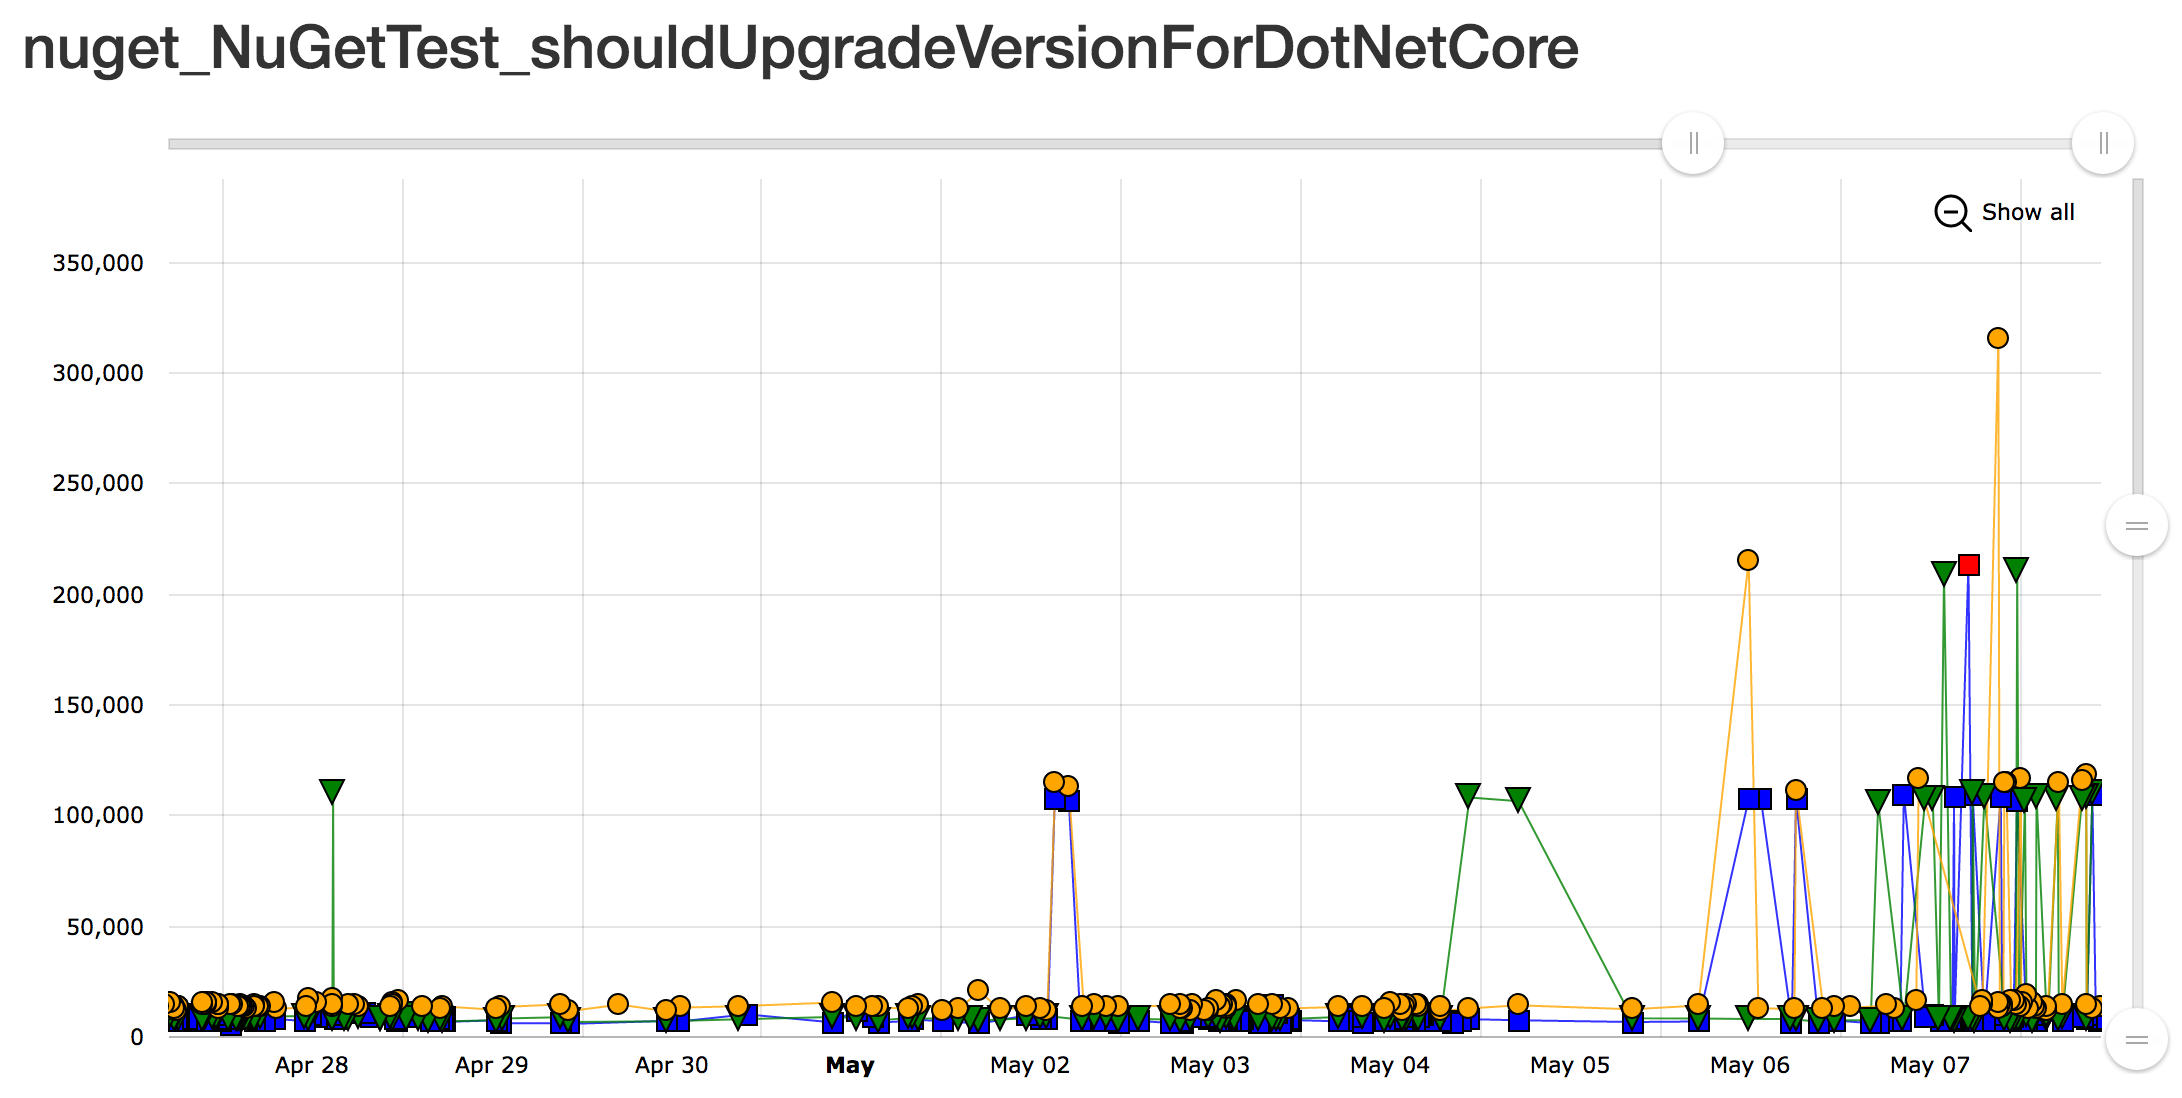 nuget_NuGetTest_shouldUpgradeVersionForDotNetCore
Show all
350,000
300,000
250,000
200,000
150,000
100,000
50,000
0
Apr 28 Apr 29 Apr 30 May May 02 May 03 May 04 May 05 May 06 May 07